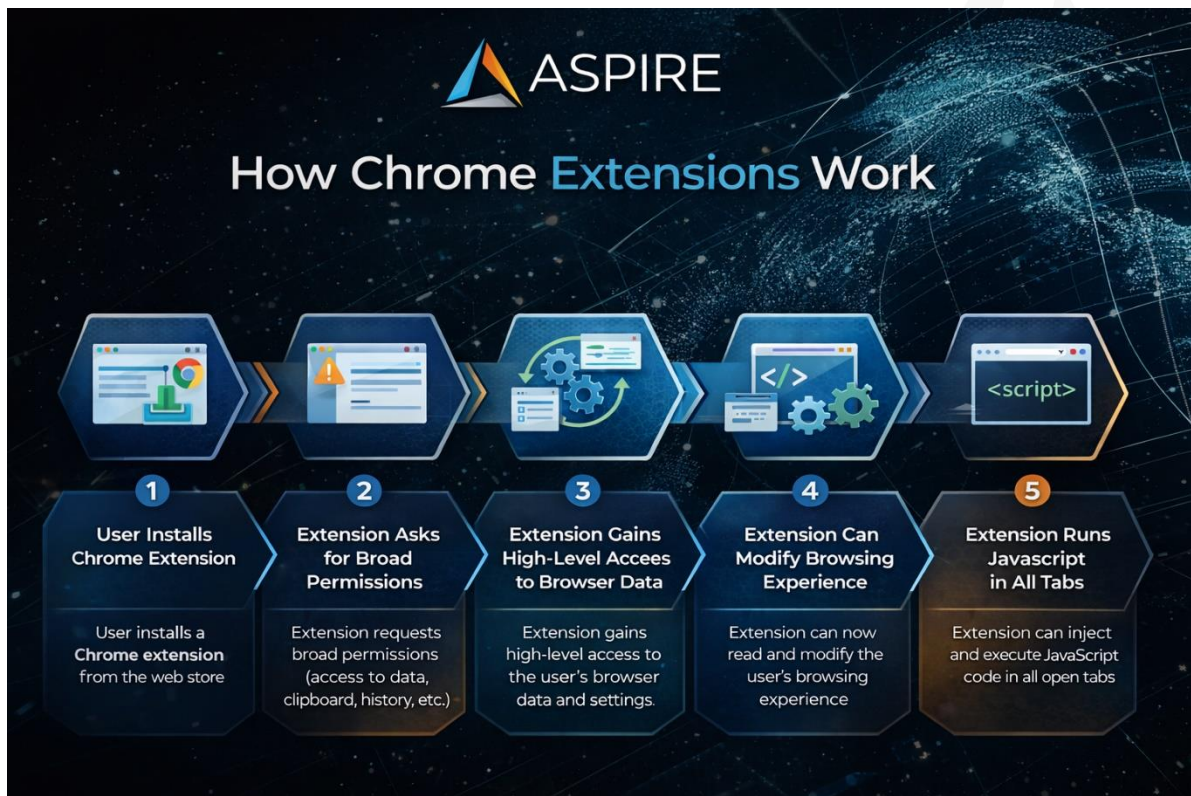 ASPIRE
How Chrome Extensions Work
</>
<script>
1
User Installs
Chrome Extension
User installs a
Chrome extension
from the web store
2
Extension Asks
for Broad
Permissions
Extension requests
broad permissions
(access to data,
clipboard, history, etc.)
3
Extension Gains
High-Level Accees
to Browser Data
Extension gains
high-level access to
the user's browser
data and settings.
4
Extension Can
Modify Browsing
Experience
Extension can now
read and modify the
user's browsing
experience
5
Extension Runs
Javascript
in All Tabs
Extension can inject
and execute JavaScript
code in all open tabs